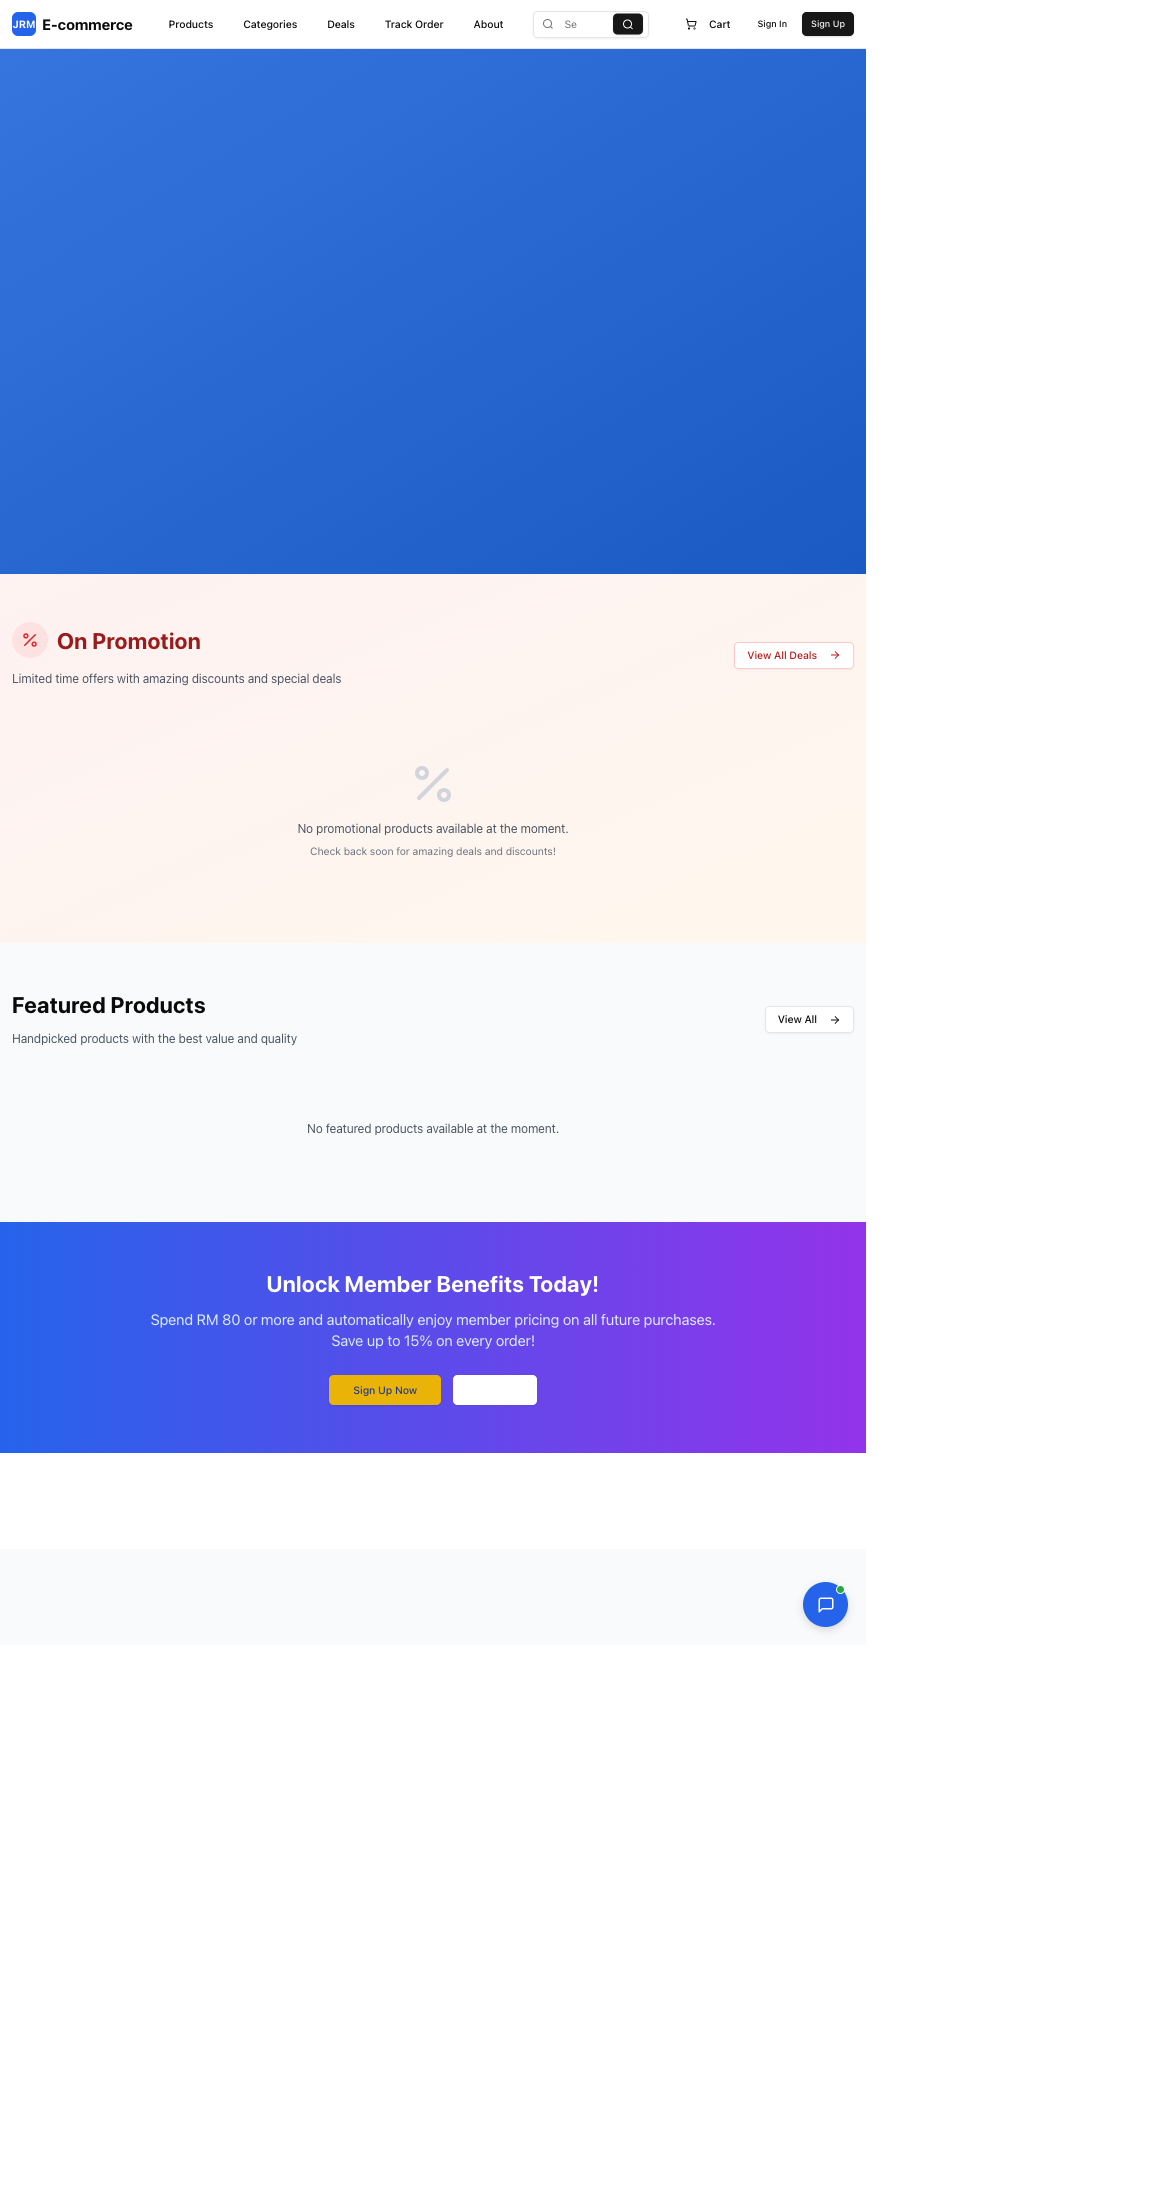 JRM E-commerce Products Categories Deals Track Order About Se Cart Sign In Sign Up
On Promotion
View All Deals
Limited time offers with amazing discounts and special deals
No promotional products available at the moment.
Check back soon for amazing deals and discounts!
Featured Products
View All
Handpicked products with the best value and quality
No featured products available at the moment.
Unlock Member Benefits Today!
Spend RM 80 or more and automatically enjoy member pricing on all future purchases.
Save up to 15% on every order!
Sign Up Now